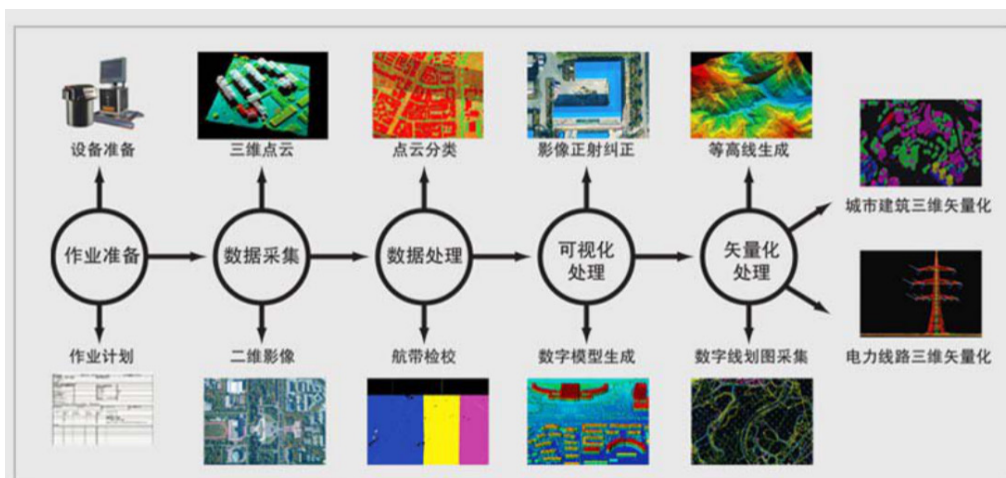 设备准备
三维点云
点云分类
影像正射纠正
等高线生成
城市建筑三维矢量化
作业准备
数据采集
数据处理
可视化
处理
矢量化
处理
作业计划
二维影像
航带检校
数字模型生成
数字线划图采集
电力线路三维矢量化